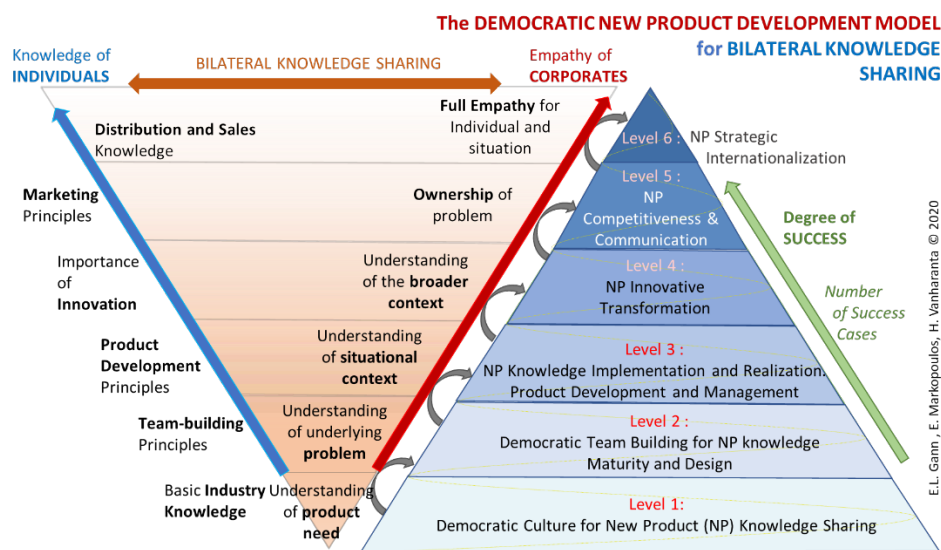 The DEMOCRATIC NEW PRODUCT DEVELOPMENT MODEL
for BILATERAL KNOWLEDGE
SHARING
Knowledge of
INDIVIDUALS
BILATERAL KNOWLEDGE SHARING
Empathy of
CORPORATES
Distribution and Sales
Knowledge
Marketing
Principles
Importance
of
Innovation
Product
Development
Principles
Team-building
Principles
Basic Industry
Knowledge
Full Empathy for
Individual and
situation
Ownership of
problem
Understanding
of the broader
context
Understanding
of situational
context
Understanding
of underlying
problem
Understanding
of product
need
Level 6 : NP Strategic
Internationalization
Level 5 :
NP
Competitiveness &
Communication
Level 4 :
NP Innovative
Transformation
Level 3 :
NP Knowledge Implementation and Realization.
Product Development and Management
Level 2 :
Democratic Team Building for NP knowledge
Maturity and Design
Level 1:
Democratic Culture for New Product (NP) Knowledge Sharing
Degree of
SUCCESS
Number
of Success
Cases
E.L. Gann , E. Markopoulos, H. Vanharanta © 2020